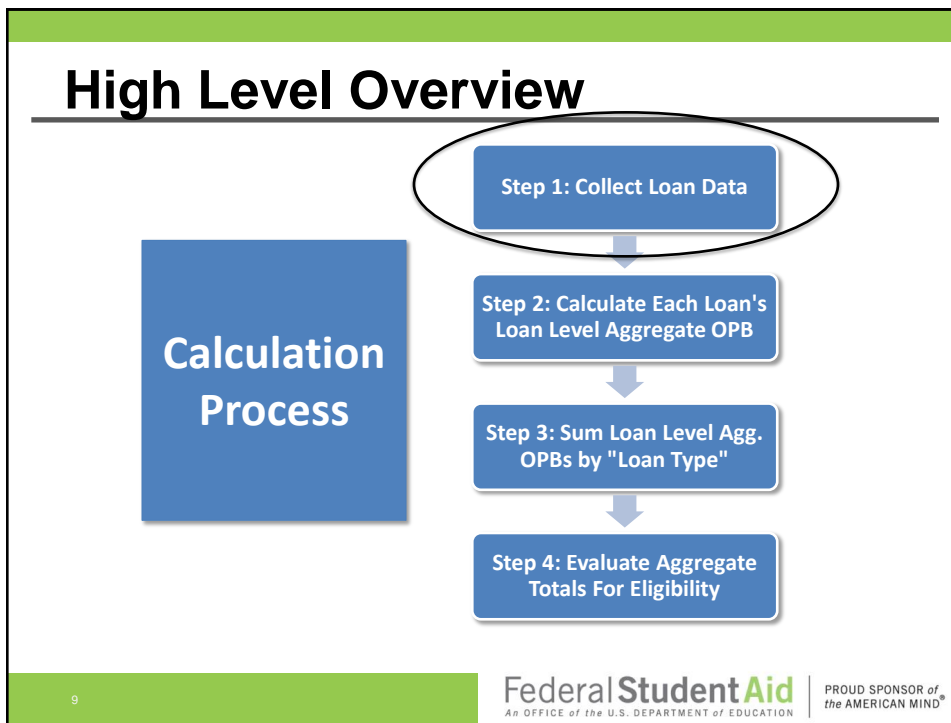 High Level Overview
Calculation
Process
Step 1: Collect Loan Data
Step 2: Calculate Each Loan's
Loan Level Aggregate OPB
Step 3: Sum Loan Level Agg.
OPBs by "Loan Type"
Step 4: Evaluate Aggregate
Totals For Eligibility
9
Federal Student Aid
An OFFICE of the U.S. DEPARTMENT of EDUCATION
PROUD SPONSOR of
the AMERICAN MIND®